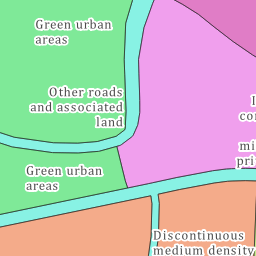 Green urban
areas
Other roads
and associated
land
Green urban
areas
Discontinuous
medium density